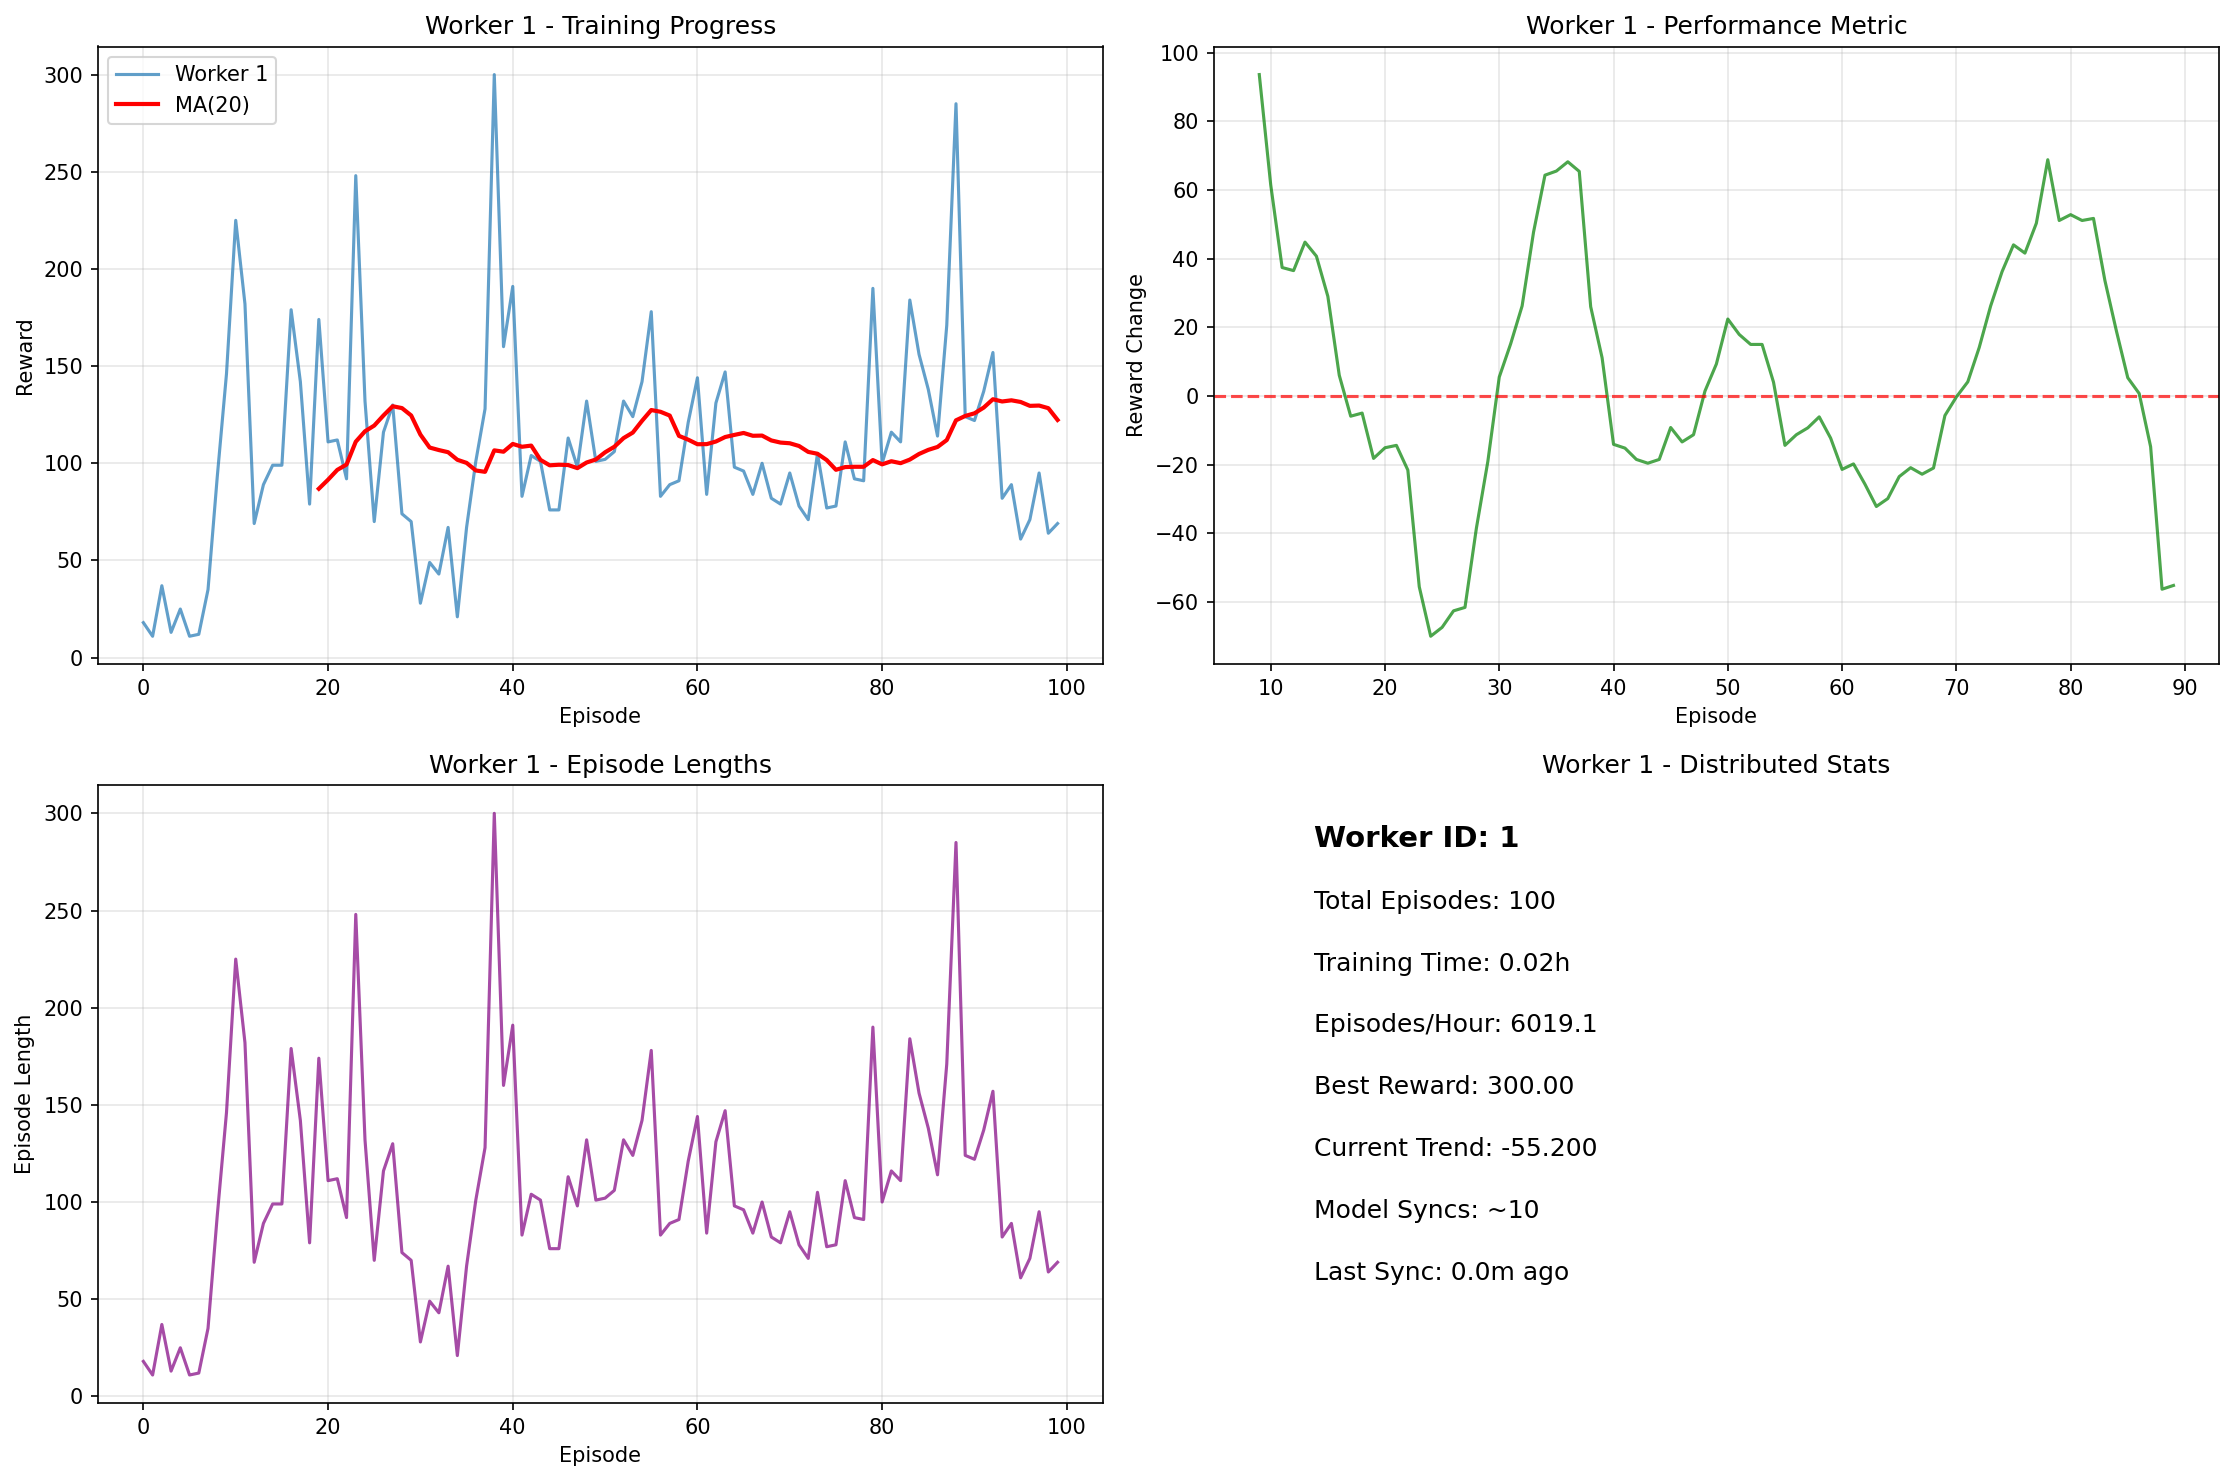 Worker 1 - Training Progress
Worker 1
MA(20)
Reward
300
250
200
150
100
50
0
0 20 40 60 80 100
Episode
Worker 1 - Performance Metric
Reward Change
100
80
60
40
20
0
−20
−40
−60
10 20 30 40 50 60 70 80 90
Episode
Worker 1 - Episode Lengths
Episode Length
300
250
200
150
100
50
0
0 20 40 60 80 100
Episode
Worker 1 - Distributed Stats
Worker ID: 1
Total Episodes: 100
Training Time: 0.02h
Episodes/Hour: 6019.1
Best Reward: 300.00
Current Trend: -55.200
Model Syncs: ~10
Last Sync: 0.0m ago